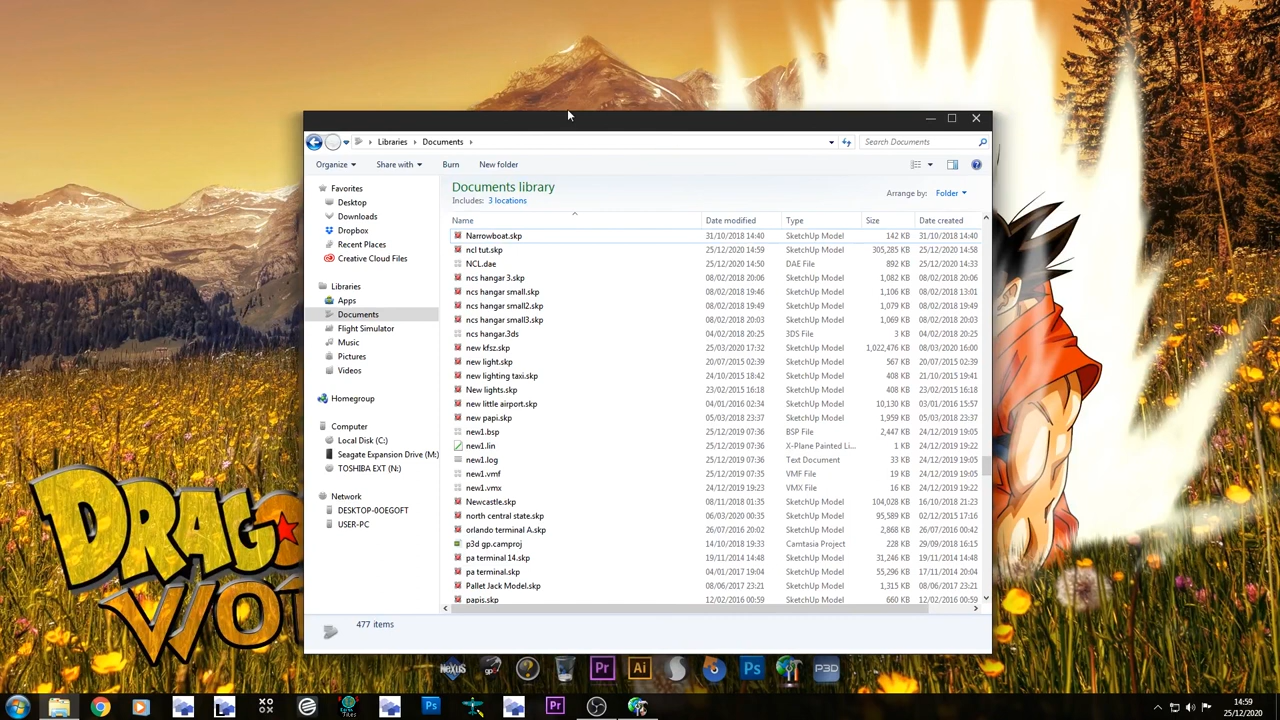 Libraries Documents Search Documents
Organize Share with Burn New folder
Documents library
Includes: 3 locations
Arrange by: Folder
Favorites
Desktop
Downloads
Dropbox
Recent Places
Creative Cloud Files
Libraries
Apps
Documents
Flight Simulator
Music
Pictures
Videos
Homegroup
Computer
Local Disk (C:)
Seagate Expansion Drive (M:)
TOSHIBA EXT (N:)
Network
DESKTOP-0OEGOFT
USER-PC
Name Date modified Type Size Date created
Narrowboat.skp 31/10/2018 14:40 SketchUp Model 142 KB 31/10/2018 14:40
ncl tut.skp 25/12/2020 14:59 SketchUp Model 305,285 KB 25/12/2020 14:58
NCL.dae 25/12/2020 14:50 DAE File 892 KB 25/12/2020 14:33
ncs hangar 3.skp 08/02/2018 20:06 SketchUp Model 1,082 KB 08/02/2018 20:06
ncs hangar small.skp 08/02/2018 19:46 SketchUp Model 1,106 KB 08/02/2018 13:01
ncs hangar small2.skp 08/02/2018 19:49 SketchUp Model 1,079 KB 08/02/2018 19:49
ncs hangar small3.skp 08/02/2018 20:03 SketchUp Model 1,069 KB 08/02/2018 20:03
ncs hangar.3ds 04/02/2018 20:25 3DS File 3 KB 04/02/2018 20:25
new kfsz.skp 25/03/2020 17:32 SketchUp Model 1,022,476 KB 08/03/2020 16:00
new light.skp 20/07/2015 02:39 SketchUp Model 567 KB 20/07/2015 02:39
new lighting taxi.skp 24/10/2015 18:42 SketchUp Model 408 KB 21/10/2015 19:41
New lights.skp 23/02/2015 16:18 SketchUp Model 408 KB 23/02/2015 16:18
new little airport.skp 04/01/2016 02:34 SketchUp Model 10,130 KB 03/01/2016 15:57
new papi.skp 05/03/2018 23:37 SketchUp Model 1,959 KB 05/03/2018 23:37
new1.bsp 25/12/2019 07:36 BSP File 2,447 KB 24/12/2019 19:05
new1.lin 25/12/2019 07:36 X-Plane Painted Li... 1 KB 24/12/2019 19:22
new1.log 25/12/2019 07:36 Text Document 33 KB 24/12/2019 19:05
new1.vmf 25/12/2019 07:36 VMF File 19 KB 24/12/2019 19:05
new1.vmx 24/12/2019 19:23 VMX File 16 KB 24/12/2019 19:22
Newcastle.skp 08/11/2018 01:35 SketchUp Model 104,028 KB 16/10/2018 21:23
north central state.skp 06/03/2020 00:35 SketchUp Model 95,589 KB 02/12/2015 17:16
orlando terminal A.skp 26/07/2016 20:02 SketchUp Model 2,868 KB 26/07/2016 00:42
p3d gp.camproj 14/10/2018 19:33 Camtasia Project 228 KB 29/09/2018 16:15
pa terminal 14.skp 19/11/2014 14:48 SketchUp Model 31,246 KB 19/11/2014 14:48
pa terminal.skp 04/01/2017 19:04 SketchUp Model 55,296 KB 17/11/2014 20:04
Pallet Jack Model.skp 08/06/2017 23:21 SketchUp Model 1,315 KB 08/06/2017 23:21
papis.skp 12/02/2016 00:59 SketchUp Model 660 KB 12/02/2016 00:59
477 items
DRAG
WO
NEXUS gp Pr Ai Ps P3D
Ps Pr
14:59
25/12/2020